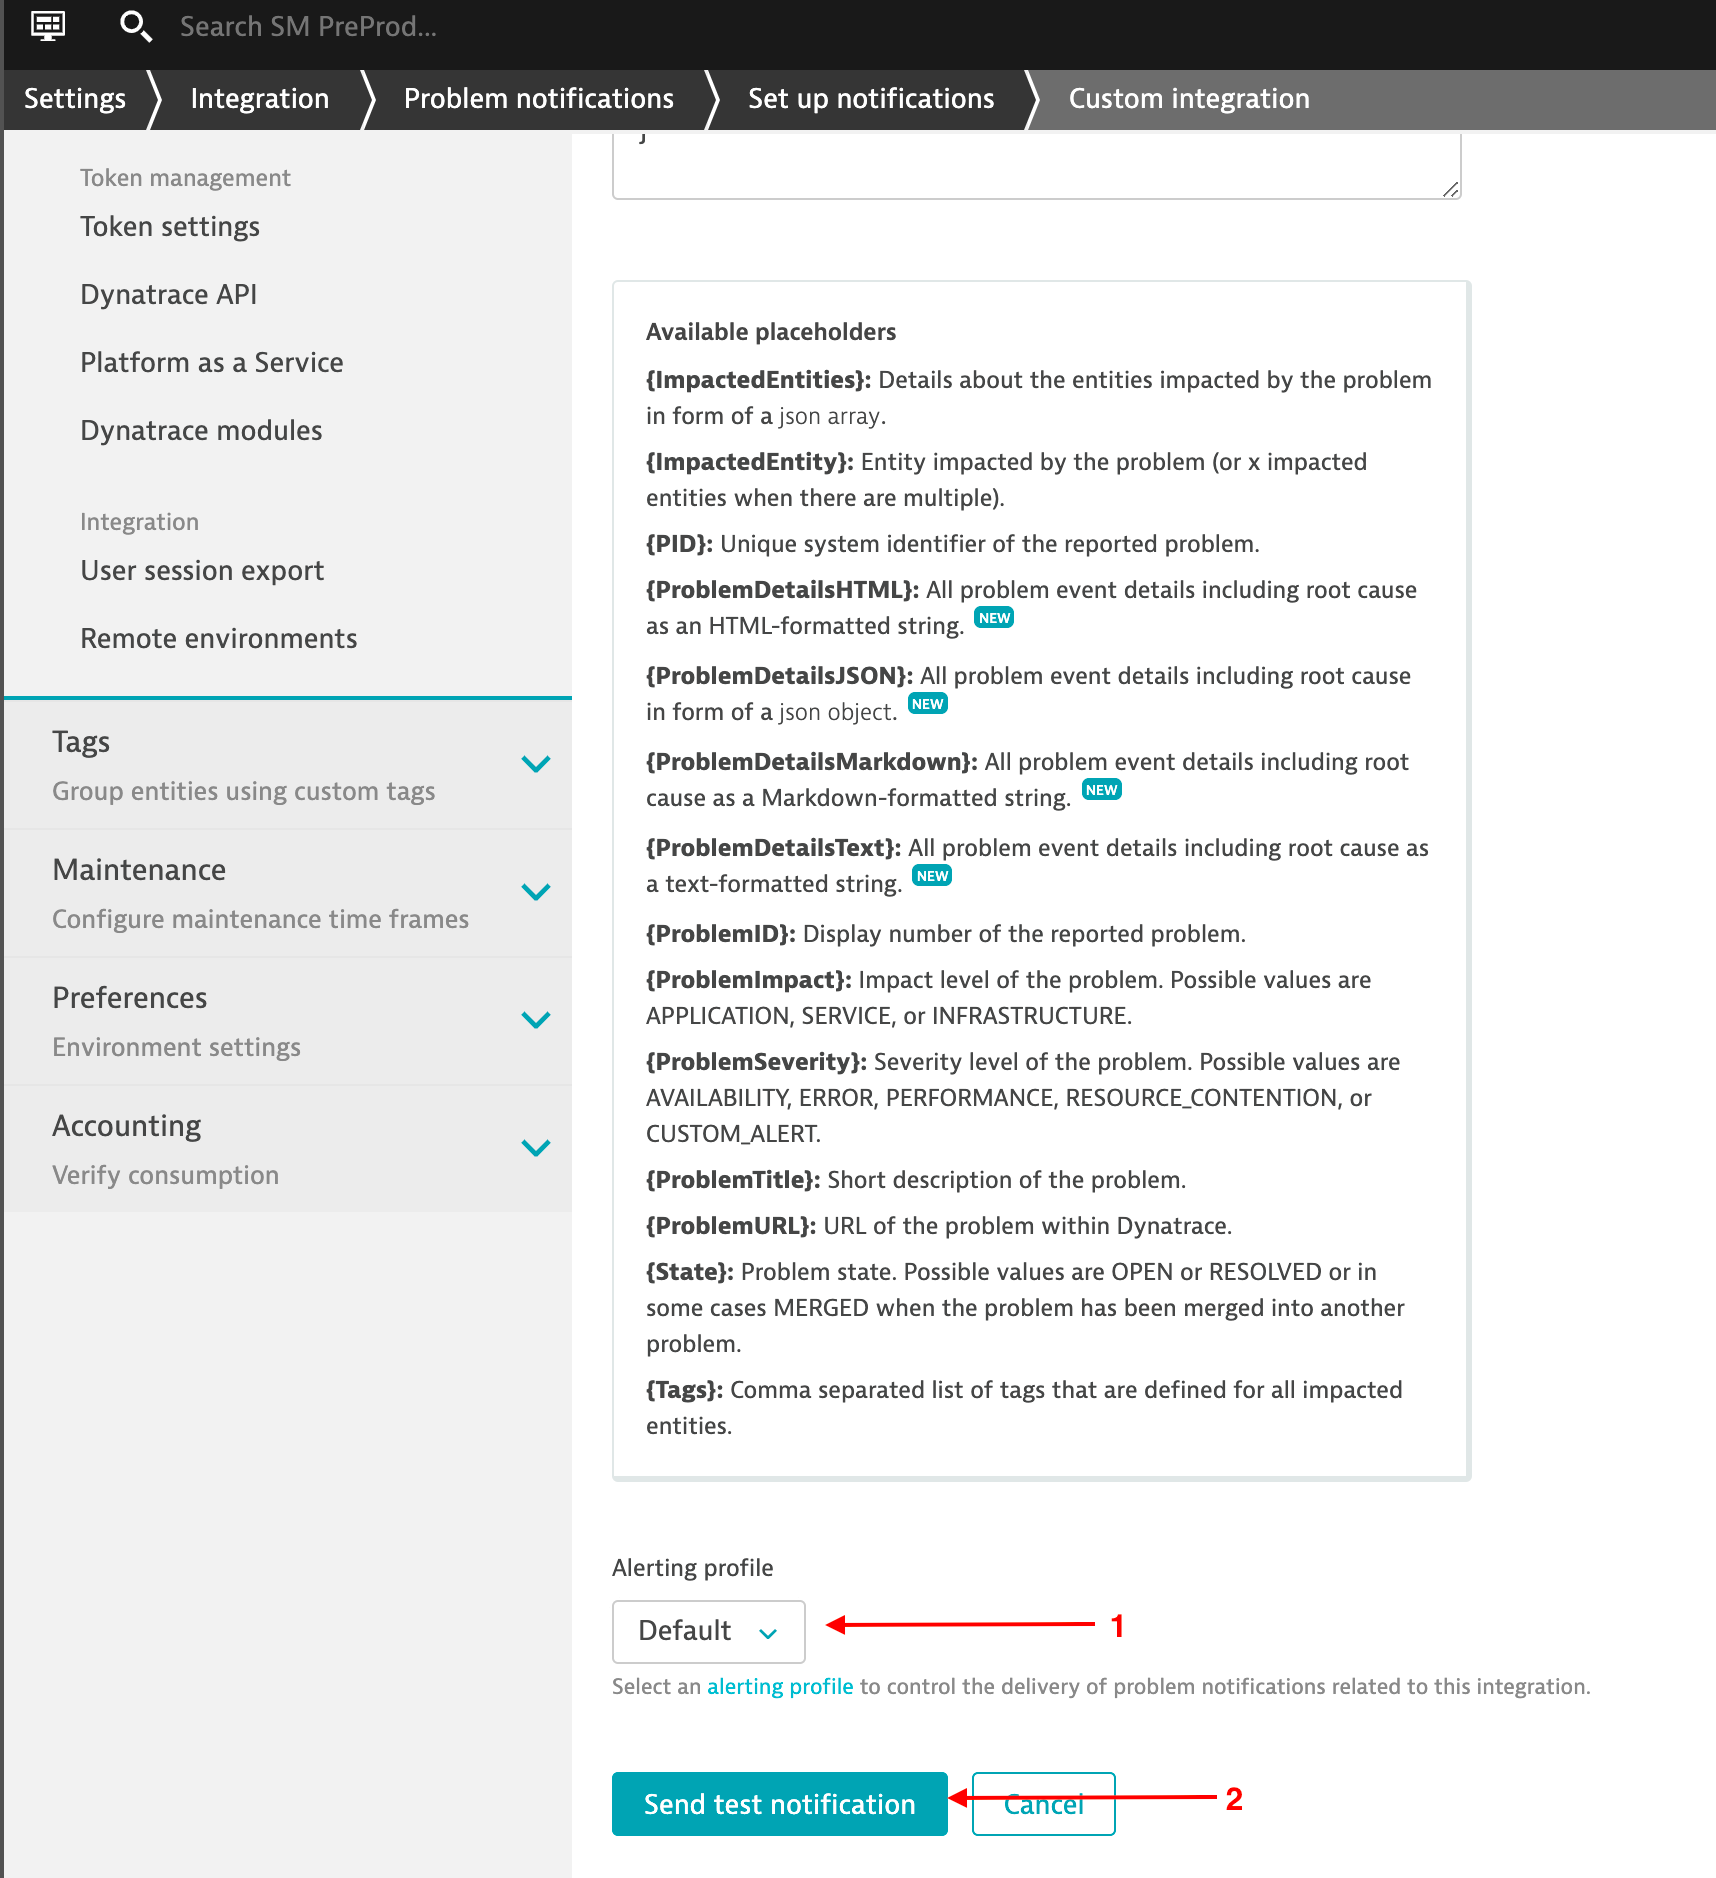 Search SM PreProd...
Settings
Integration
Problem notifications
Set up notifications
Custom integration
Token management
Token settings
Dynatrace API
Platform as a Service
Dynatrace modules
Integration
User session export
Remote environments
Tags
Group entities using custom tags
Maintenance
Configure maintenance time frames
Preferences
Environment settings
Accounting
Verify consumption
Available placeholders
{ImpactedEntities}: Details about the entities impacted by the problem
in form of a json array.
{ImpactedEntity}: Entity impacted by the problem (or x impacted
entities when there are multiple).
{PID}: Unique system identifier of the reported problem.
{ProblemDetailsHTML}: All problem event details including root cause
as an HTML-formatted string. NEW
{ProblemDetailsJSON}: All problem event details including root cause
in form of a json object. NEW
{ProblemDetailsMarkdown}: All problem event details including root
cause as a Markdown-formatted string. NEW
{ProblemDetailsText}: All problem event details including root cause as
a text-formatted string. NEW
{ProblemID}: Display number of the reported problem.
{ProblemImpact}: Impact level of the problem. Possible values are
APPLICATION, SERVICE, or INFRASTRUCTURE.
{ProblemSeverity}: Severity level of the problem. Possible values are
AVAILABILITY, ERROR, PERFORMANCE, RESOURCE_CONTENTION, or
CUSTOM_ALERT.
{ProblemTitle}: Short description of the problem.
{ProblemURL}: URL of the problem within Dynatrace.
{State}: Problem state. Possible values are OPEN or RESOLVED or in
some cases MERGED when the problem has been merged into another
problem.
{Tags}: Comma separated list of tags that are defined for all impacted
entities.
Alerting profile
Default
1
Select an alerting profile to control the delivery of problem notifications related to this integration.
Send test notification
Cancel
2